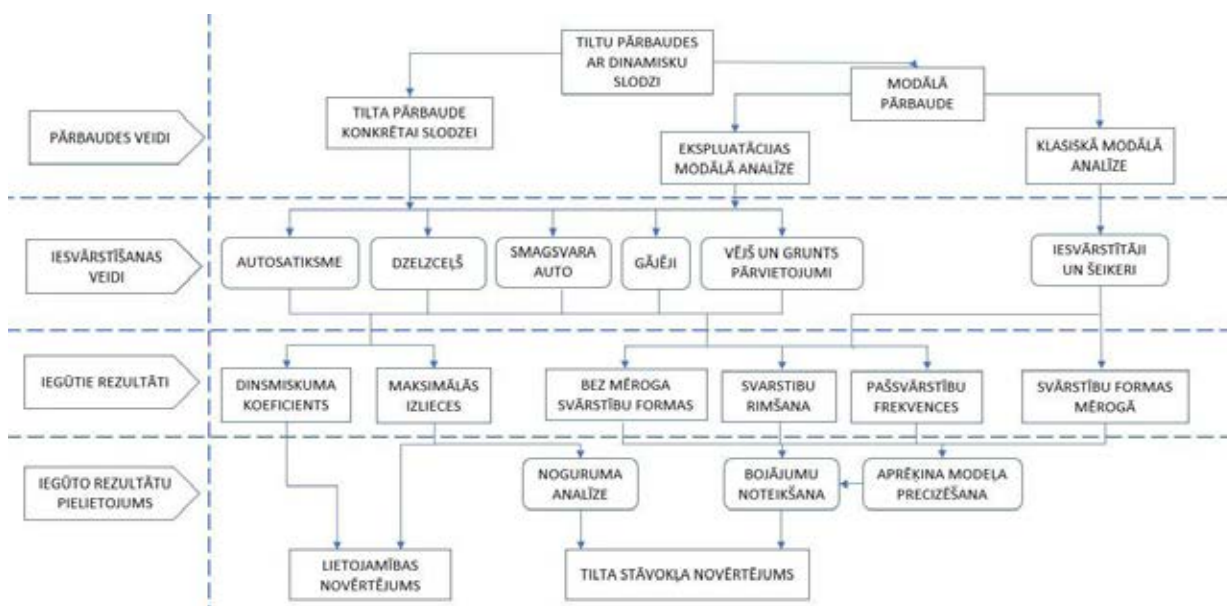 TILTU PĀRBAUDES
AR DINAMISKU
SLODZI
MODĀLĀ
PĀRBAUDE
PĀRBAUDES VEIDI
TILTA PĀRBAUDE
KONKRĒTAI SLODZEI
EKSPLUATĀCIJAS
MODĀLĀ ANALĪZE
KLASISKĀ MODĀLĀ
ANALĪZE
IESVĀRSTĪŠANAS
VEIDI
AUTOSATIKSME
DZELZCEĻŠ
SMAGSVARA
AUTO
GĀJĒJI
VĒJŠ UN GRUNTS
PĀRVIETOJUMI
IESVĀRSTĪTĀJI
UN ŠEIKERI
IEGŪTIE REZULTĀTI
DINSMISKUMA
KOEFICIENTS
MAKSIMĀLĀS
IZLIECES
BEZ MĒROGA
SVĀRSTĪBU FORMAS
SVARSTIBU
RIMŠANA
PAŠSVĀRSTĪBU
FREKVENCES
SVĀRSTĪBU FORMAS
MĒROGĀ
IEGŪTO REZULTĀTU
PIELIETOJUMS
NOGURUMA
ANALĪZE
BOJĀJUMU
NOTEIKŠANA
APRĒĶINA MODEĻA
PRECIZĒŠANA
LIETOJAMĪBAS
NOVĒRTĒJUMS
TILTA STĀVOKĻA NOVĒRTĒJUMS